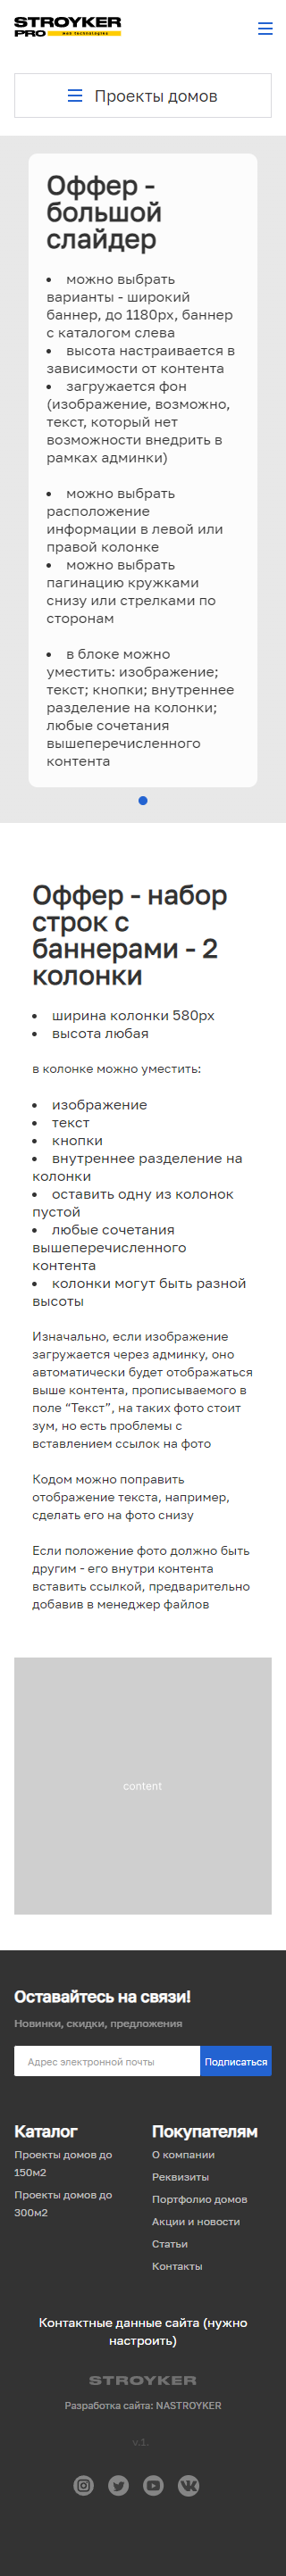 STROYKER
PRO web technologies
Проекты домов
Оффер -
большой
слайдер
• можно выбрать
варианты - широкий
баннер, до 1180px, баннер
с каталогом слева
• высота настраивается в
зависимости от контента
• загружается фон
(изображение, возможно,
текст, который нет
возможности внедрить в
рамках админки)
• можно выбрать
расположение
информации в левой или
правой колонке
• можно выбрать
пагинацию кружками
снизу или стрелками по
сторонам
• в блоке можно
уместить: изображение;
текст; кнопки; внутреннее
разделение на колонки;
любые сочетания
вышеперечисленного
контента
Оффер - набор
строк с
баннерами - 2
колонки
• ширина колонки 580px
• высота любая
в колонке можно уместить:
• изображение
• текст
• кнопки
• внутреннее разделение на
колонки
• оставить одну из колонок
пустой
• любые сочетания
вышеперечисленного
контента
• колонки могут быть разной
высоты
Изначально, если изображение
загружается через админку, оно
автоматически будет отображаться
выше контента, прописываемого в
поле “Текст”, на таких фото стоит
зум, но есть проблемы с
вставлением ссылок на фото
Кодом можно поправить
отображение текста, например,
сделать его на фото снизу
Если положение фото должно быть
другим - его внутри контента
вставить ссылкой, предварительно
добавив в менеджер файлов
content
Оставайтесь на связи!
Новинки, скидки, предложения
Адрес электронной почты
Подписаться
Каталог
Проекты домов до
150м2
Проекты домов до
300м2
Покупателям
О компании
Реквизиты
Портфолио домов
Акции и новости
Статьи
Контакты
Контактные данные сайта (нужно
настроить)
STROYKER
Разработка сайта: NASTROYKER
v.1.